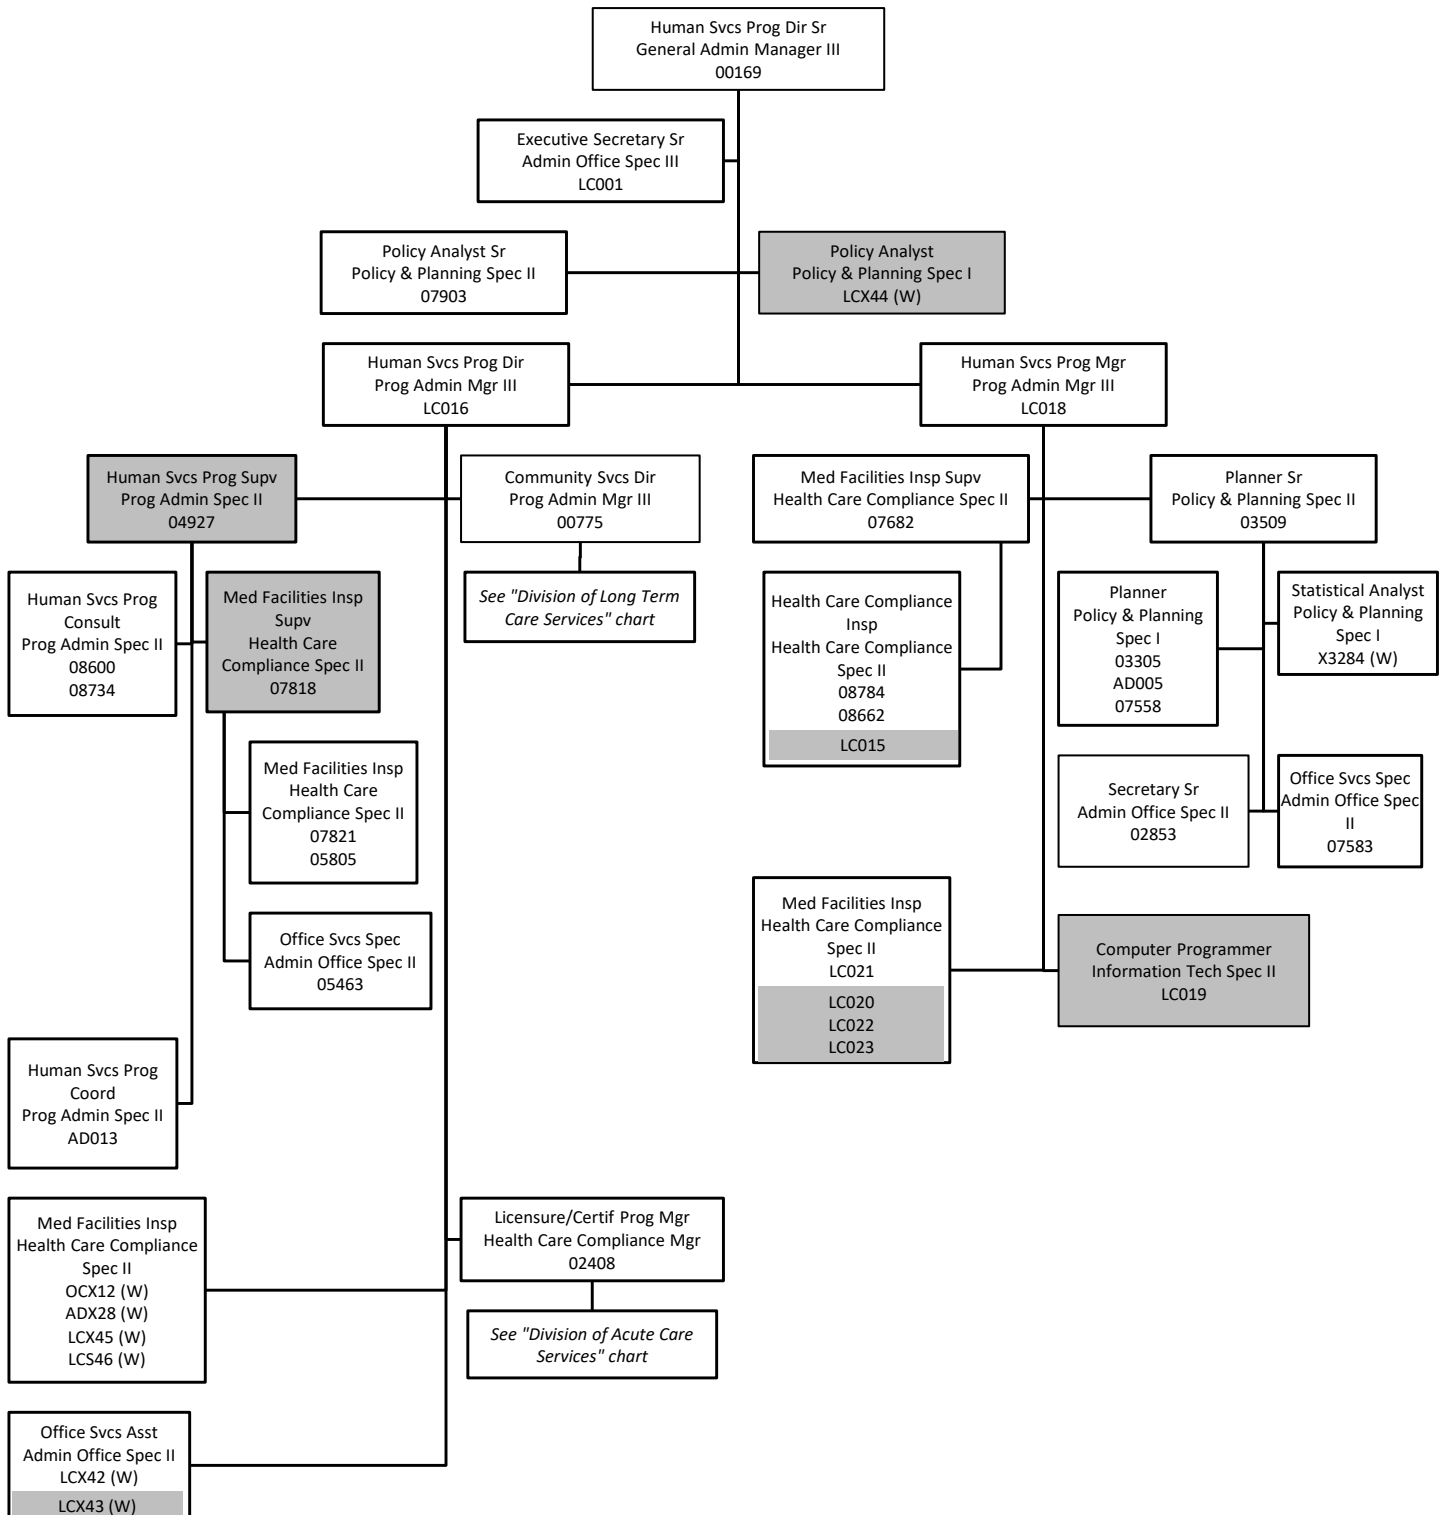 Human Svcs Prog Dir Sr
General Admin Manager III
00169
Executive Secretary Sr
Admin Office Spec III
LC001
Policy Analyst Sr
Policy & Planning Spec II
07903
Policy Analyst
Policy & Planning Spec I
LCX44 (W)
Human Svcs Prog Dir
Prog Admin Mgr III
LC016
Human Svcs Prog Mgr
Prog Admin Mgr III
LC018
Human Svcs Prog Supv
Prog Admin Spec II
04927
Community Svcs Dir
Prog Admin Mgr III
00775
Med Facilities Insp Supv
Health Care Compliance Spec II
07682
Planner Sr
Policy & Planning Spec II
03509
Human Svcs Prog
Consult
Prog Admin Spec II
08600
08734
Med Facilities Insp
Supv
Health Care
Compliance Spec II
07818
See "Division of Long Term
Care Services" chart
Health Care Compliance
Insp
Health Care Compliance
Spec II
08784
08662
LC015
Planner
Policy & Planning
Spec I
03305
AD005
07558
Statistical Analyst
Policy & Planning
Spec I
X3284 (W)
Med Facilities Insp
Health Care
Compliance Spec II
07821
05805
Secretary Sr
Admin Office Spec II
02853
Office Svcs Spec
Admin Office Spec
II
07583
Office Svcs Spec
Admin Office Spec II
05463
Med Facilities Insp
Health Care Compliance
Spec II
LC021
LC020
LC022
LC023
Computer Programmer
Information Tech Spec II
LC019
Human Svcs Prog
Coord
Prog Admin Spec II
AD013
Med Facilities Insp
Health Care Compliance
Spec II
OCX12 (W)
ADX28 (W)
LCX45 (W)
LCS46 (W)
Licensure/Certif Prog Mgr
Health Care Compliance Mgr
02408
See "Division of Acute Care
Services" chart
Office Svcs Asst
Admin Office Spec II
LCX42 (W)
LCX43 (W)